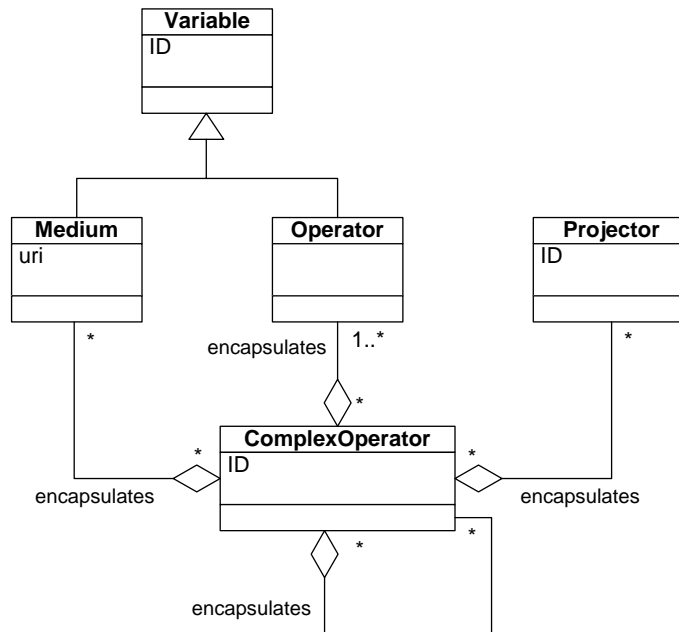 Variable
ID
Medium
uri
Operator
Projector
ID
*
encapsulates
1..*
*
*
ComplexOperator
ID
*
*
encapsulates
encapsulates
*
*
encapsulates